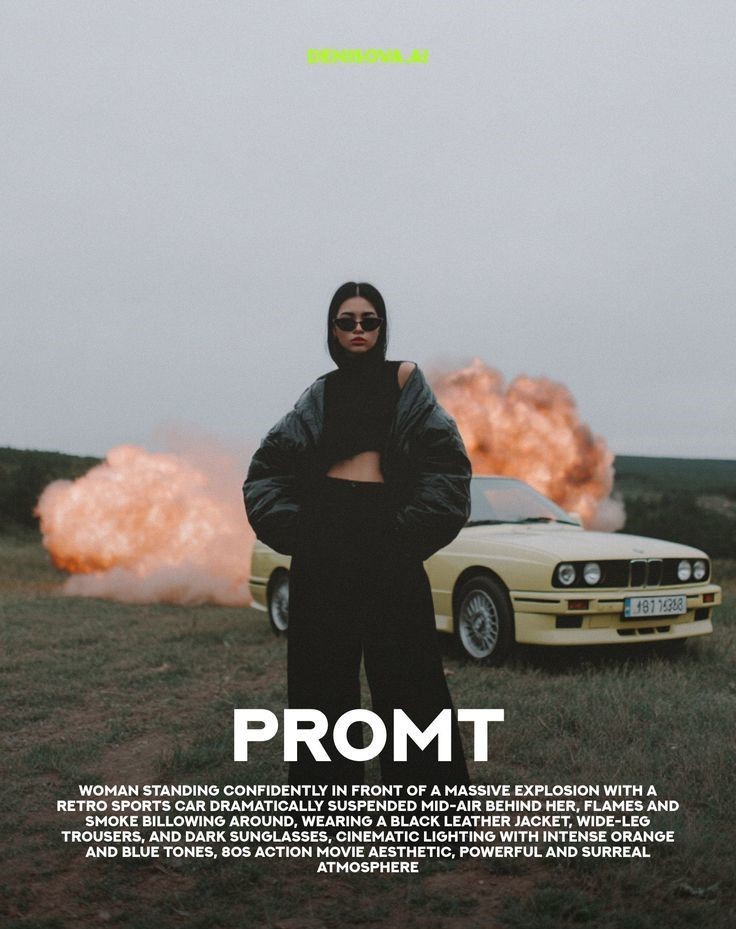 DENISOVA.AI
PROMT
WOMAN STANDING CONFIDENTLY IN FRONT OF A MASSIVE EXPLOSION WITH A
RETRO SPORTS CAR DRAMATICALLY SUSPENDED MID-AIR BEHIND HER, FLAMES AND
SMOKE BILLOWING AROUND, WEARING A BLACK LEATHER JACKET, WIDE-LEG
TROUSERS, AND DARK SUNGLASSES, CINEMATIC LIGHTING WITH INTENSE ORANGE
AND BLUE TONES, 80S ACTION MOVIE AESTHETIC, POWERFUL AND SURREAL
ATMOSPHERE